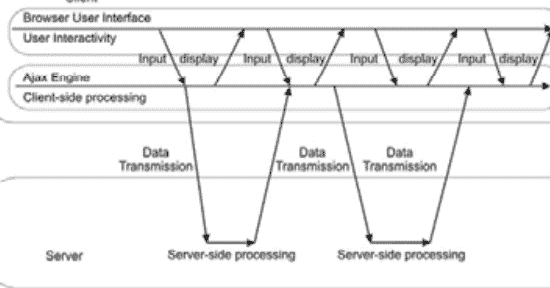 Client
Browser User Interface
User Interactivity
Input display Input display Input display Input display
Ajax Engine
Client-side processing
Data Transmission
Data Transmission
Data Transmission
Server
Server-side processing
Server-side processing